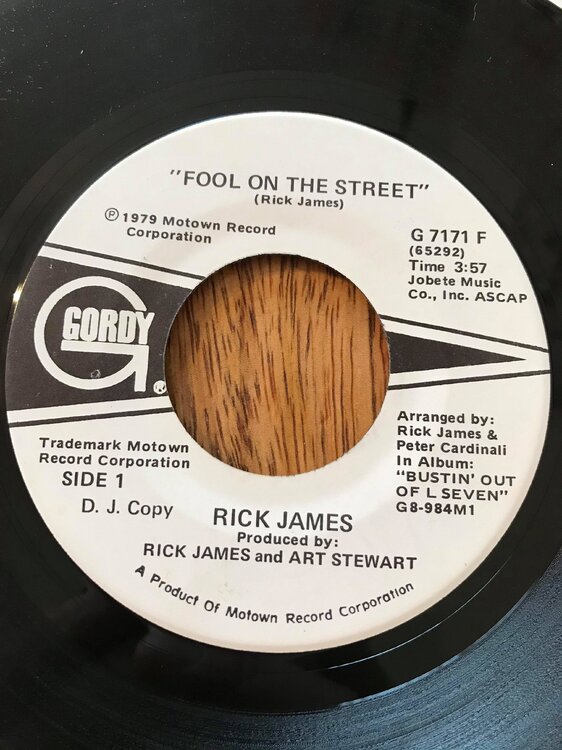 "FOOL ON THE STREET"
(Rick James)
℗ 1979 Motown Record
Corporation
G 7171 F
(65292)
Time 3:57
Jobete Music
Co., Inc. ASCAP
GORDY
®
Trademark Motown
Record Corporation
SIDE 1
D. J. Copy
Arranged by:
Rick James &
Peter Cardinali
In Album:
"BUSTIN' OUT
OF L SEVEN"
G8-984M1
RICK JAMES
Produced by:
RICK JAMES and ART STEWART
A Product Of Motown Record Corporation